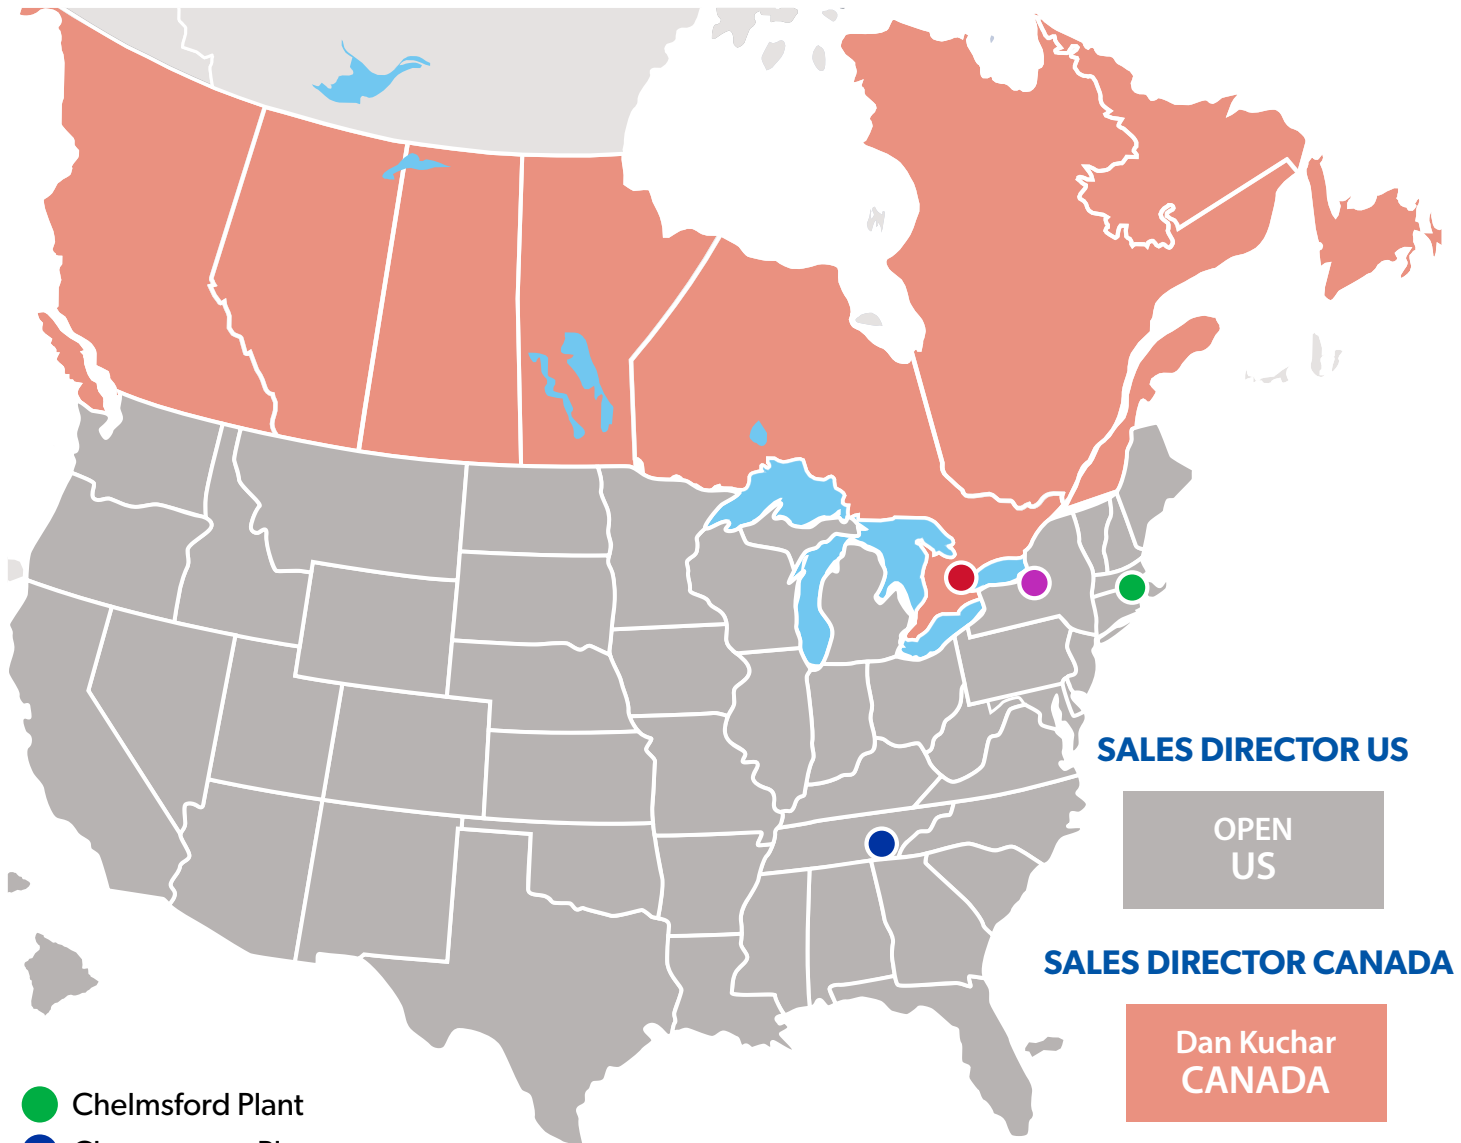 SALES DIRECTOR US
OPEN
US
SALES DIRECTOR CANADA
Dan Kuchar
CANADA
Chelmsford Plant